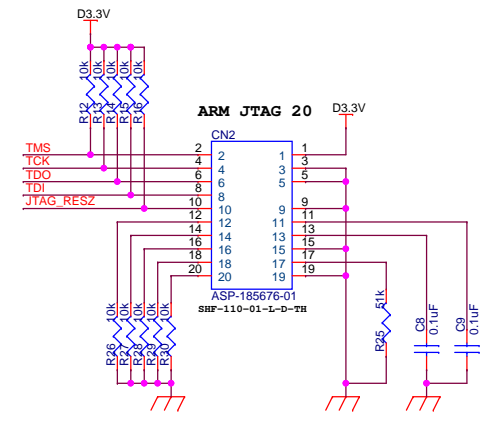 D3.3V
R12 10k
R13 10k
R14 10k
R15 10k
R16 10k
ARM JTAG 20
D3.3V
CN2
TMS 2 2 1 1
TCK 4 4 3 3
TDO 6 6 5 5
TDI 8 8
JTAG_RESZ 10 10 9 9
12 12 11 11
14 14 13 13
16 16 15 15
18 18 17 17
20 20 19 19
ASP-185676-01
SHF-110-01-L-D-TH
R26 10k
R27 10k
R28 10k
R29 10k
R30 10k
R25 51k
C8 0.1uF
C9 0.1uF